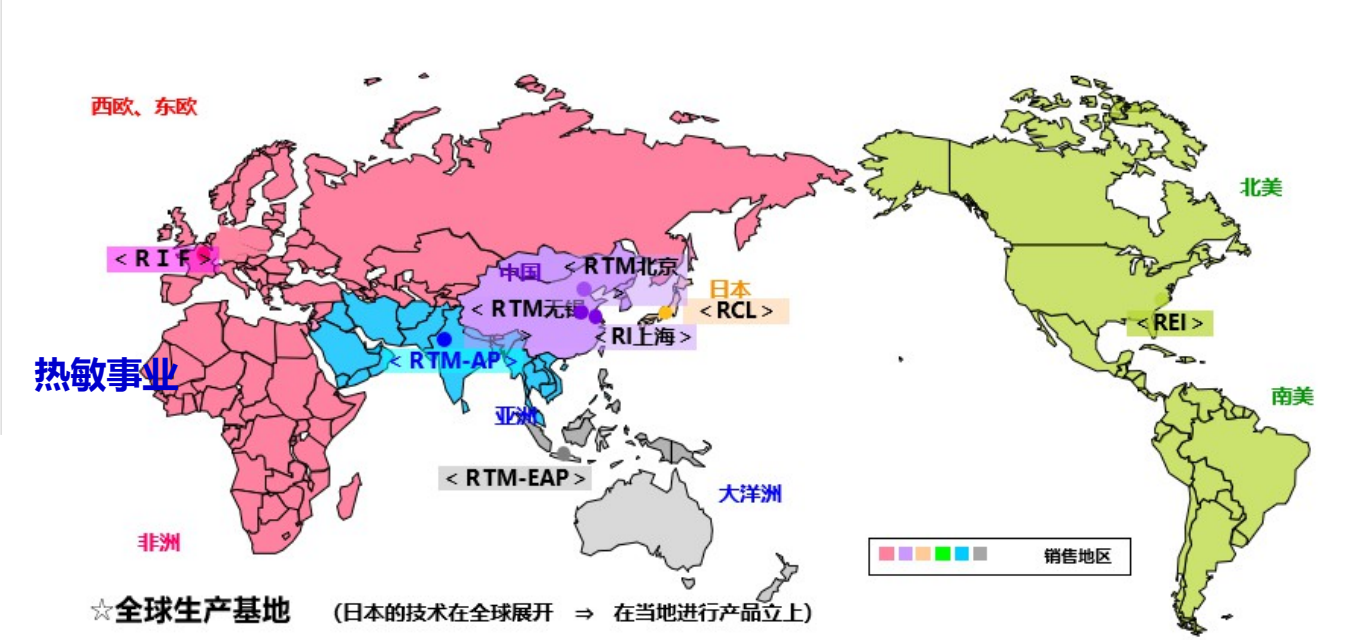 西欧、东欧
北美
< R I F >
中国
< RTM北京
>
日本
< RTM无锡
>
< RCL >
< RI上海 >
<REI >
< RTM-AP >
热敏事业
亚洲
南美
< RTM-EAP >
大洋洲
非洲
销售地区
☆全球生产基地 (日本的技术在全球展开 ⇒ 在当地进行产品立上)